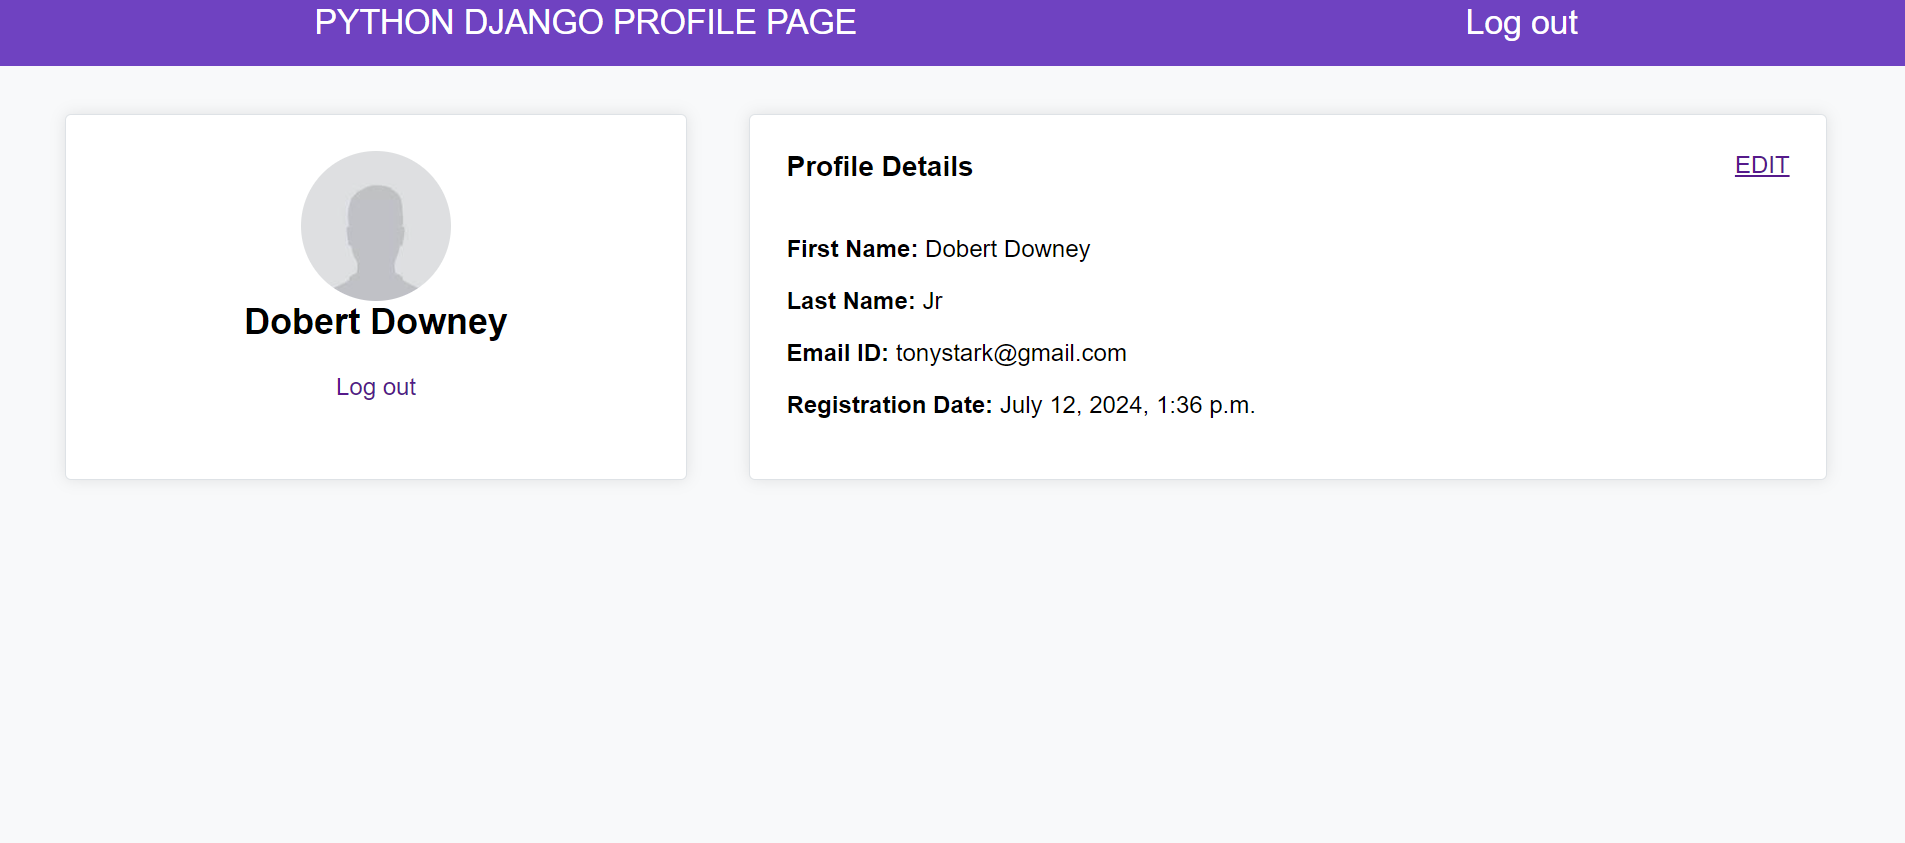 PYTHON DJANGO PROFILE PAGE
Log out
Dobert Downey
Log out
Profile Details
EDIT
First Name: Dobert Downey
Last Name: Jr
Email ID: tonystark@gmail.com
Registration Date: July 12, 2024, 1:36 p.m.